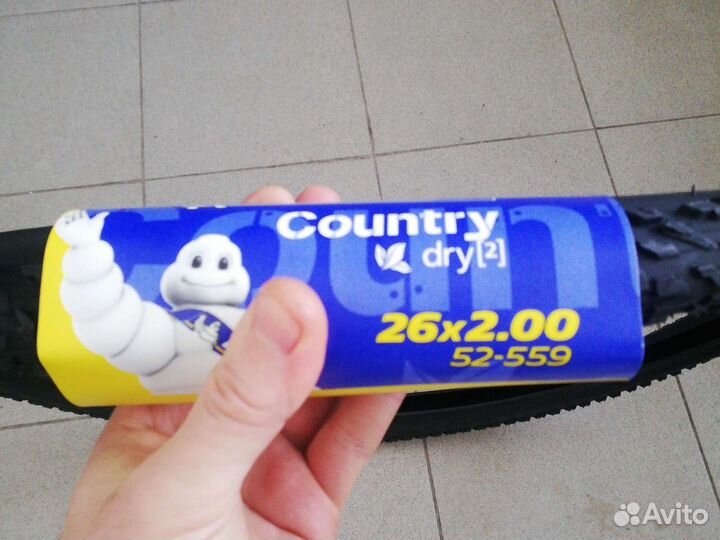 Country
dry[2]
26x2.00
52-559
Avito